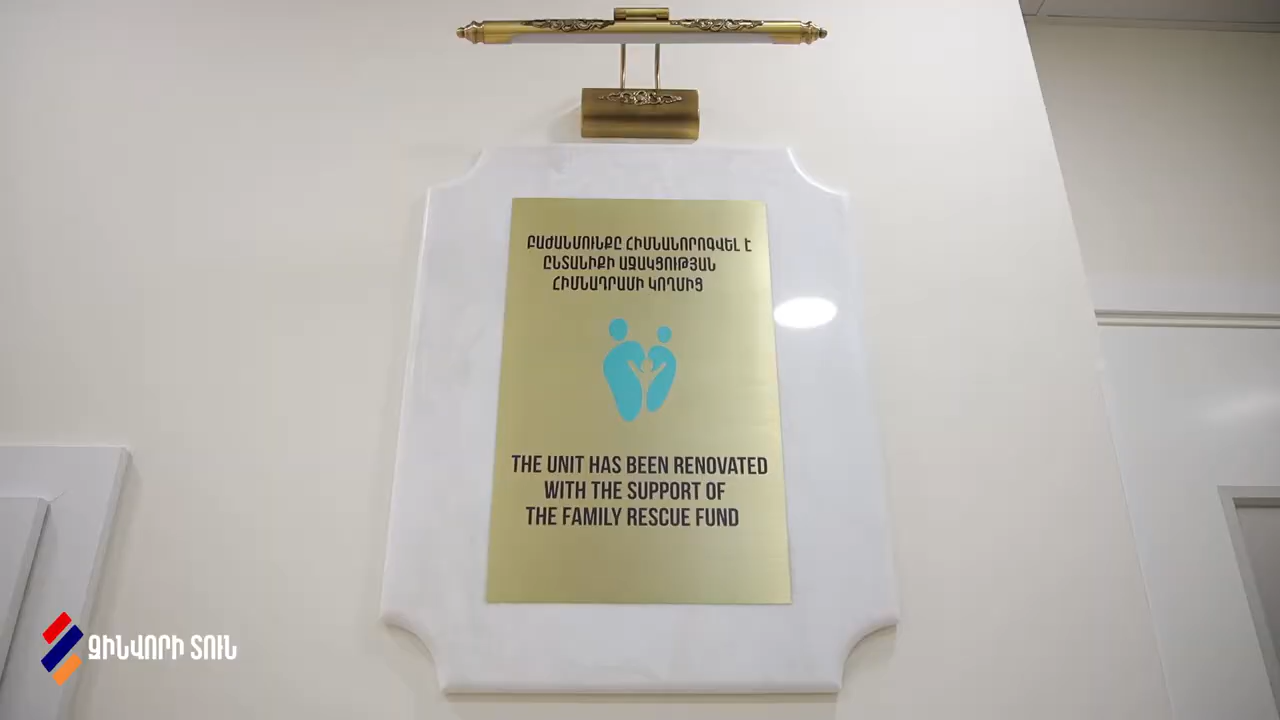 ԲԱԺԱՆՄՈՒՆՔԸ ՀԻՄՆԱՆՈՐՈԳՎԵԼ Է
ԸՆՏԱՆԻՔԻ ԱՋԱԿՑՈՒԹՅԱՆ
ՀԻՄՆԱԴՐԱՄԻ ԿՈՂՄԻՑ
THE UNIT HAS BEEN RENOVATED
WITH THE SUPPORT OF
THE FAMILY RESCUE FUND
ԶԻՆՎՈՐԻ ՏՈՒՆ